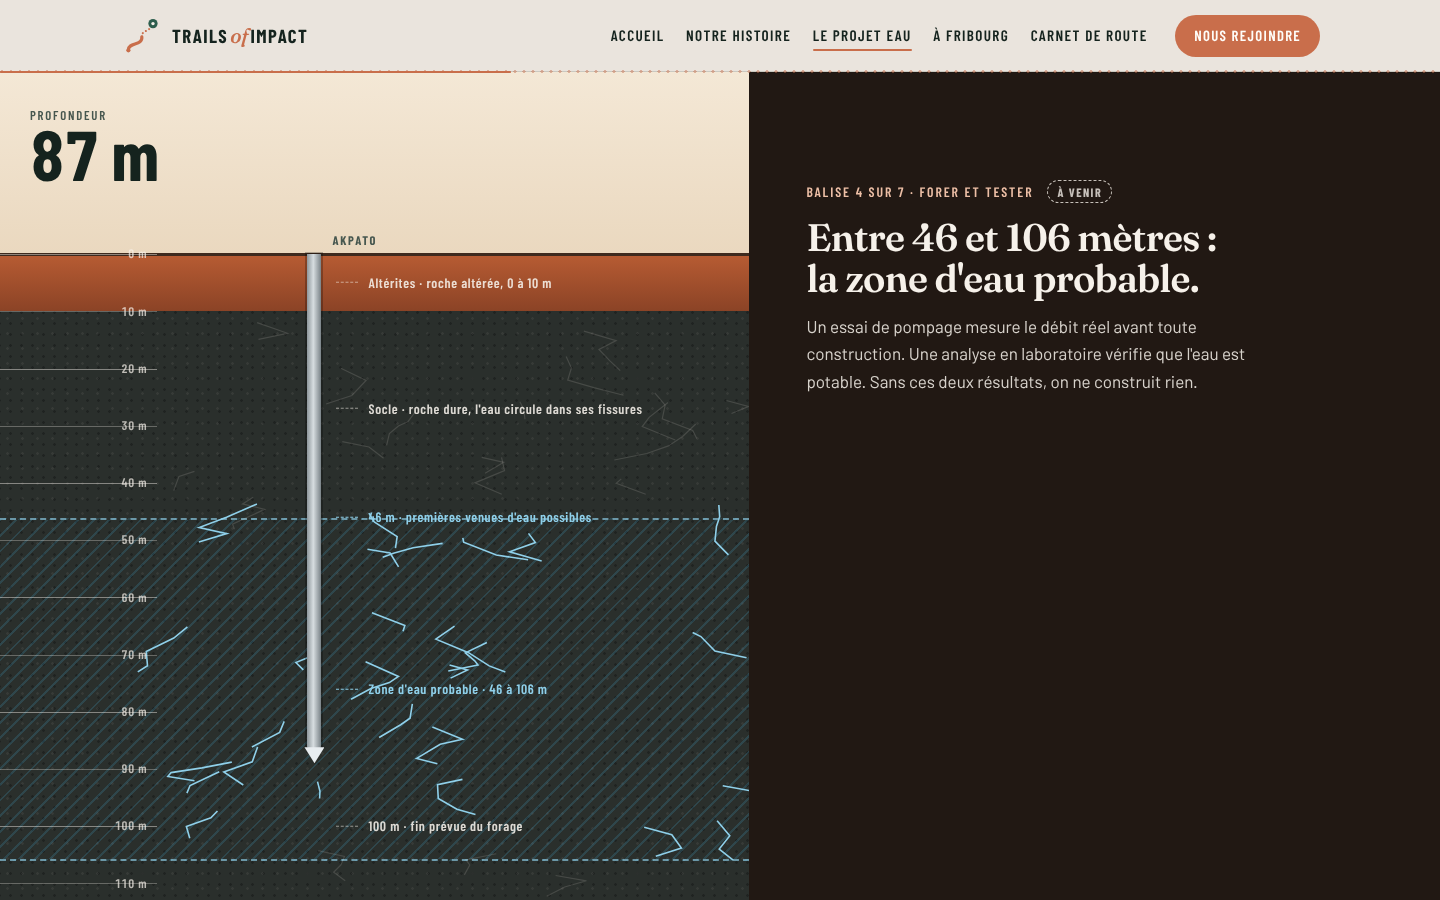 TRAILS of IMPACT
ACCUEIL
NOTRE HISTOIRE
LE PROJET EAU
À FRIBOURG
CARNET DE ROUTE
NOUS REJOINDRE
PROFONDEUR
87 m
AKPATO
0 m
Altérites · roche altérée, 0 à 10 m
10 m
20 m
Socle · roche dure, l'eau circule dans ses fissures
30 m
40 m
46 m · premières venues d'eau possibles
50 m
60 m
70 m
Zone d'eau probable · 46 à 106 m
80 m
90 m
100 m
100 m · fin prévue du forage
110 m
BALISE 4 SUR 7 · FORER ET TESTER
À VENIR
Entre 46 et 106 mètres :
la zone d'eau probable.
Un essai de pompage mesure le débit réel avant toute
construction. Une analyse en laboratoire vérifie que l'eau est
potable. Sans ces deux résultats, on ne construit rien.